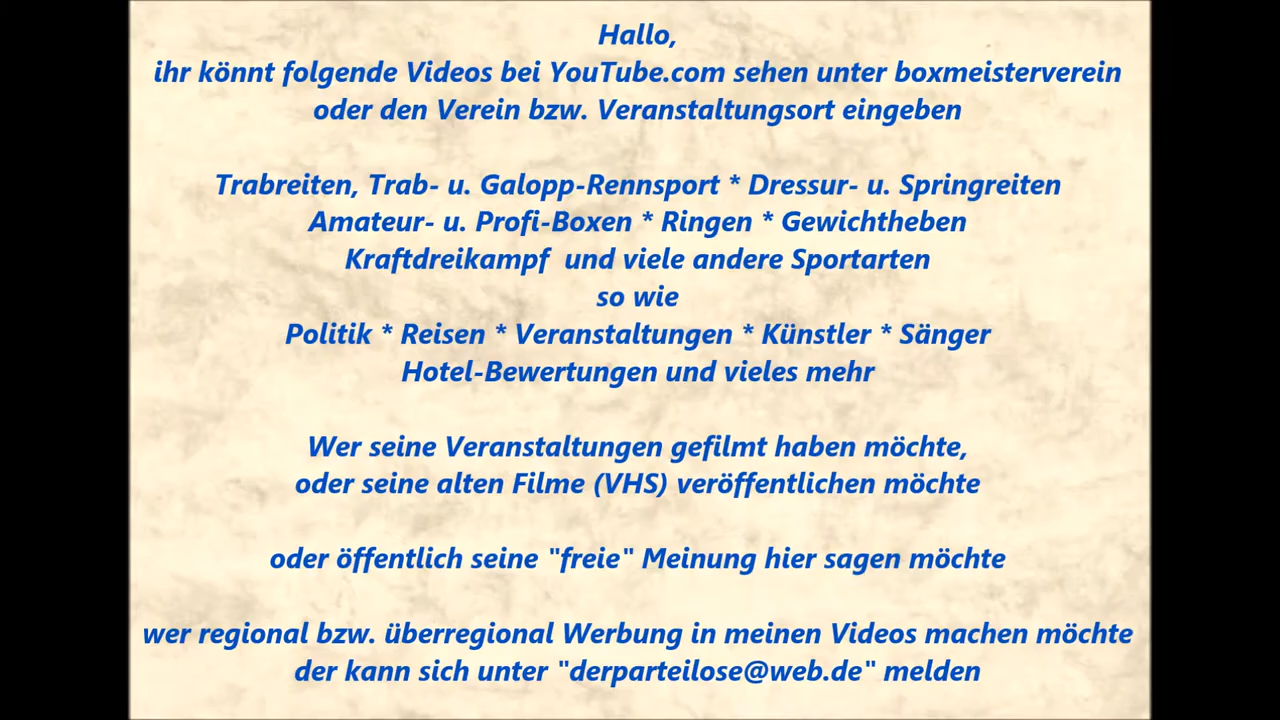 Hallo,
ihr könnt folgende Videos bei YouTube.com sehen unter boxmeisterverein
oder den Verein bzw. Veranstaltungsort eingeben
Trabreiten, Trab- u. Galopp-Rennsport * Dressur- u. Springreiten
Amateur- u. Profi-Boxen * Ringen * Gewichtheben
Kraftdreikampf  und viele andere Sportarten
so wie
Politik * Reisen * Veranstaltungen * Künstler * Sänger
Hotel-Bewertungen und vieles mehr
Wer seine Veranstaltungen gefilmt haben möchte,
oder seine alten Filme (VHS) veröffentlichen möchte
oder öffentlich seine "freie" Meinung hier sagen möchte
wer regional bzw. überregional Werbung in meinen Videos machen möchte
der kann sich unter "derparteilose@web.de" melden